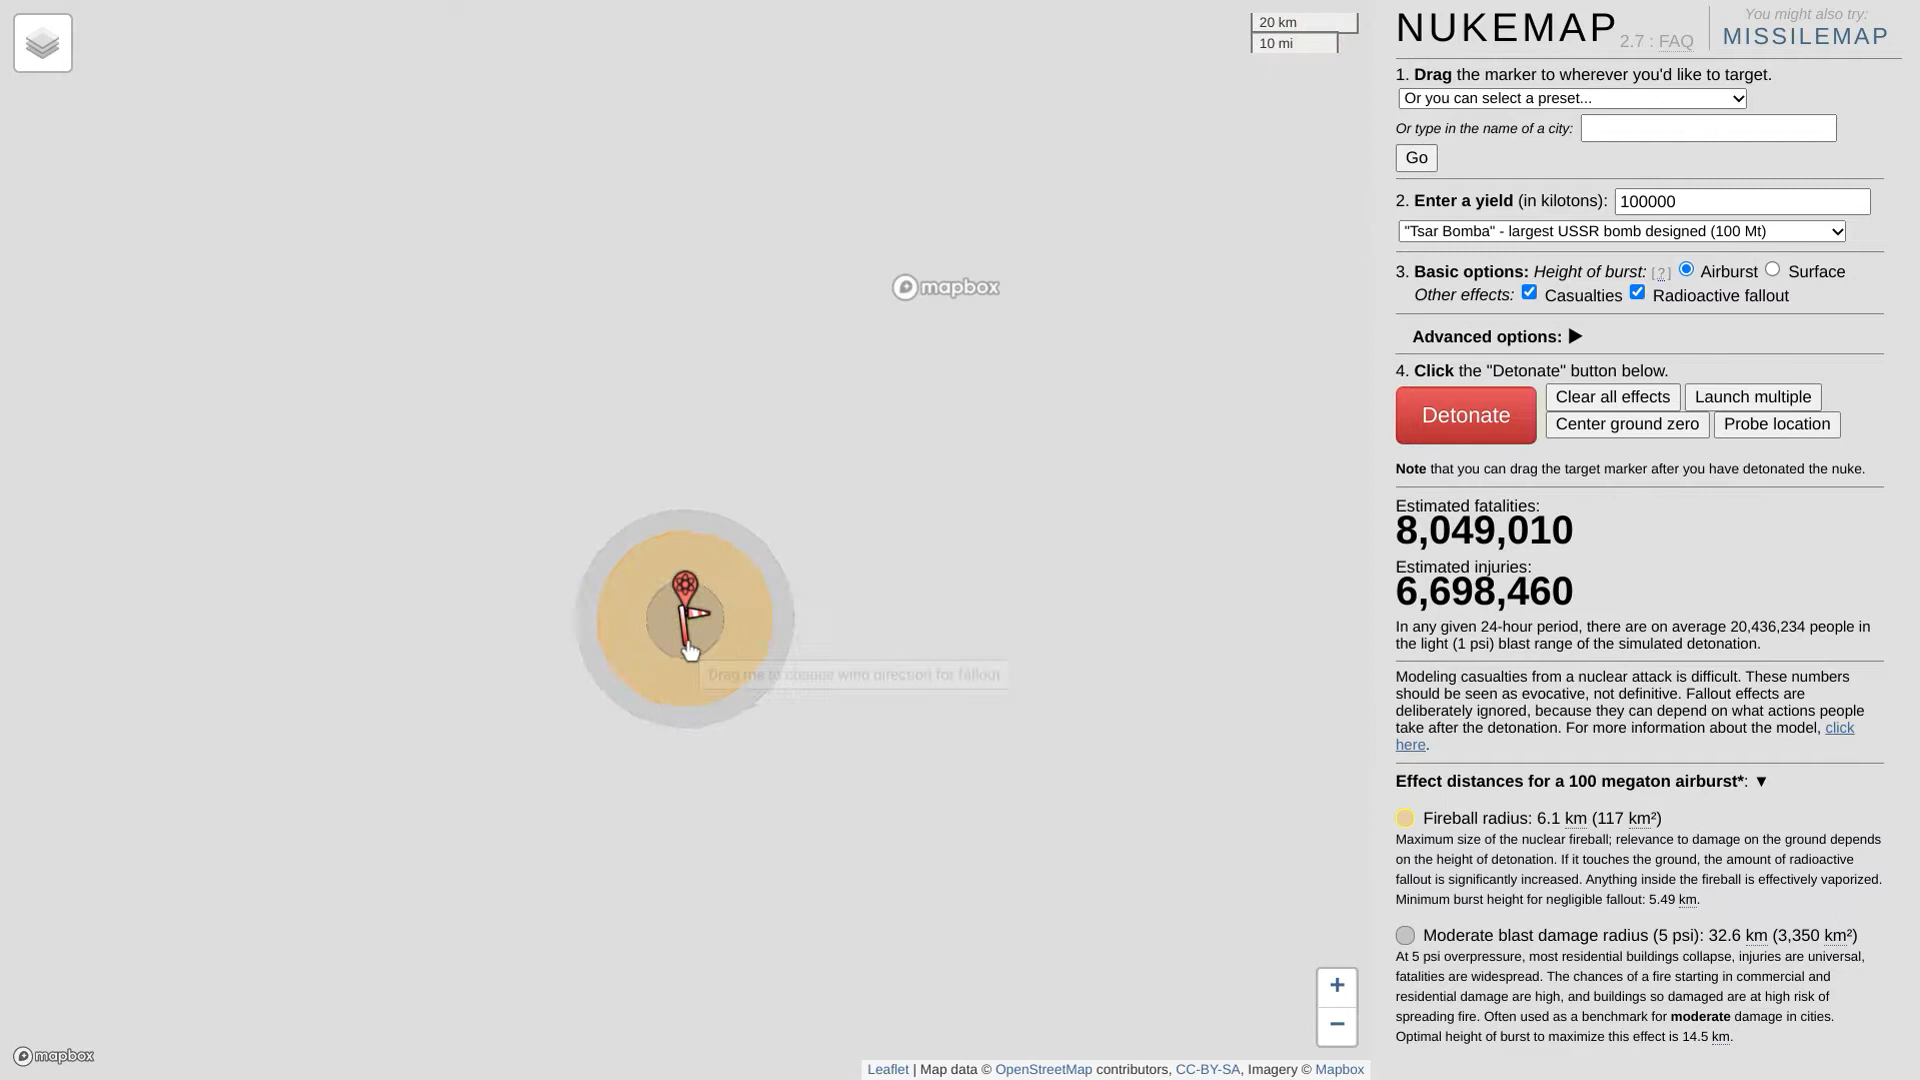 20 km
10 mi
mapbox
Drag me to change wind direction for fallout
mapbox
Leaflet | Map data © OpenStreetMap contributors, CC-BY-SA, Imagery © Mapbox
+
−
NUKEMAP 2.7 : FAQ
You might also try:
MISSILEMAP
1. Drag the marker to wherever you'd like to target.
Or you can select a preset...
Or type in the name of a city:
Go
2. Enter a yield (in kilotons): 100000
"Tsar Bomba" - largest USSR bomb designed (100 Mt)
3. Basic options: Height of burst: [?] Airburst Surface
Other effects: Casualties Radioactive fallout
Advanced options: ▶
4. Click the "Detonate" button below.
Detonate
Clear all effects Launch multiple
Center ground zero Probe location
Note that you can drag the target marker after you have detonated the nuke.
Estimated fatalities:
8,049,010
Estimated injuries:
6,698,460
In any given 24-hour period, there are on average 20,436,234 people in
the light (1 psi) blast range of the simulated detonation.
Modeling casualties from a nuclear attack is difficult. These numbers
should be seen as evocative, not definitive. Fallout effects are
deliberately ignored, because they can depend on what actions people
take after the detonation. For more information about the model, click
here.
Effect distances for a 100 megaton airburst*: ▼
Fireball radius: 6.1 km (117 km²)
Maximum size of the nuclear fireball; relevance to damage on the ground depends
on the height of detonation. If it touches the ground, the amount of radioactive
fallout is significantly increased. Anything inside the fireball is effectively vaporized.
Minimum burst height for negligible fallout: 5.49 km.
Moderate blast damage radius (5 psi): 32.6 km (3,350 km²)
At 5 psi overpressure, most residential buildings collapse, injuries are universal,
fatalities are widespread. The chances of a fire starting in commercial and
residential damage are high, and buildings so damaged are at high risk of
spreading fire. Often used as a benchmark for moderate damage in cities.
Optimal height of burst to maximize this effect is 14.5 km.